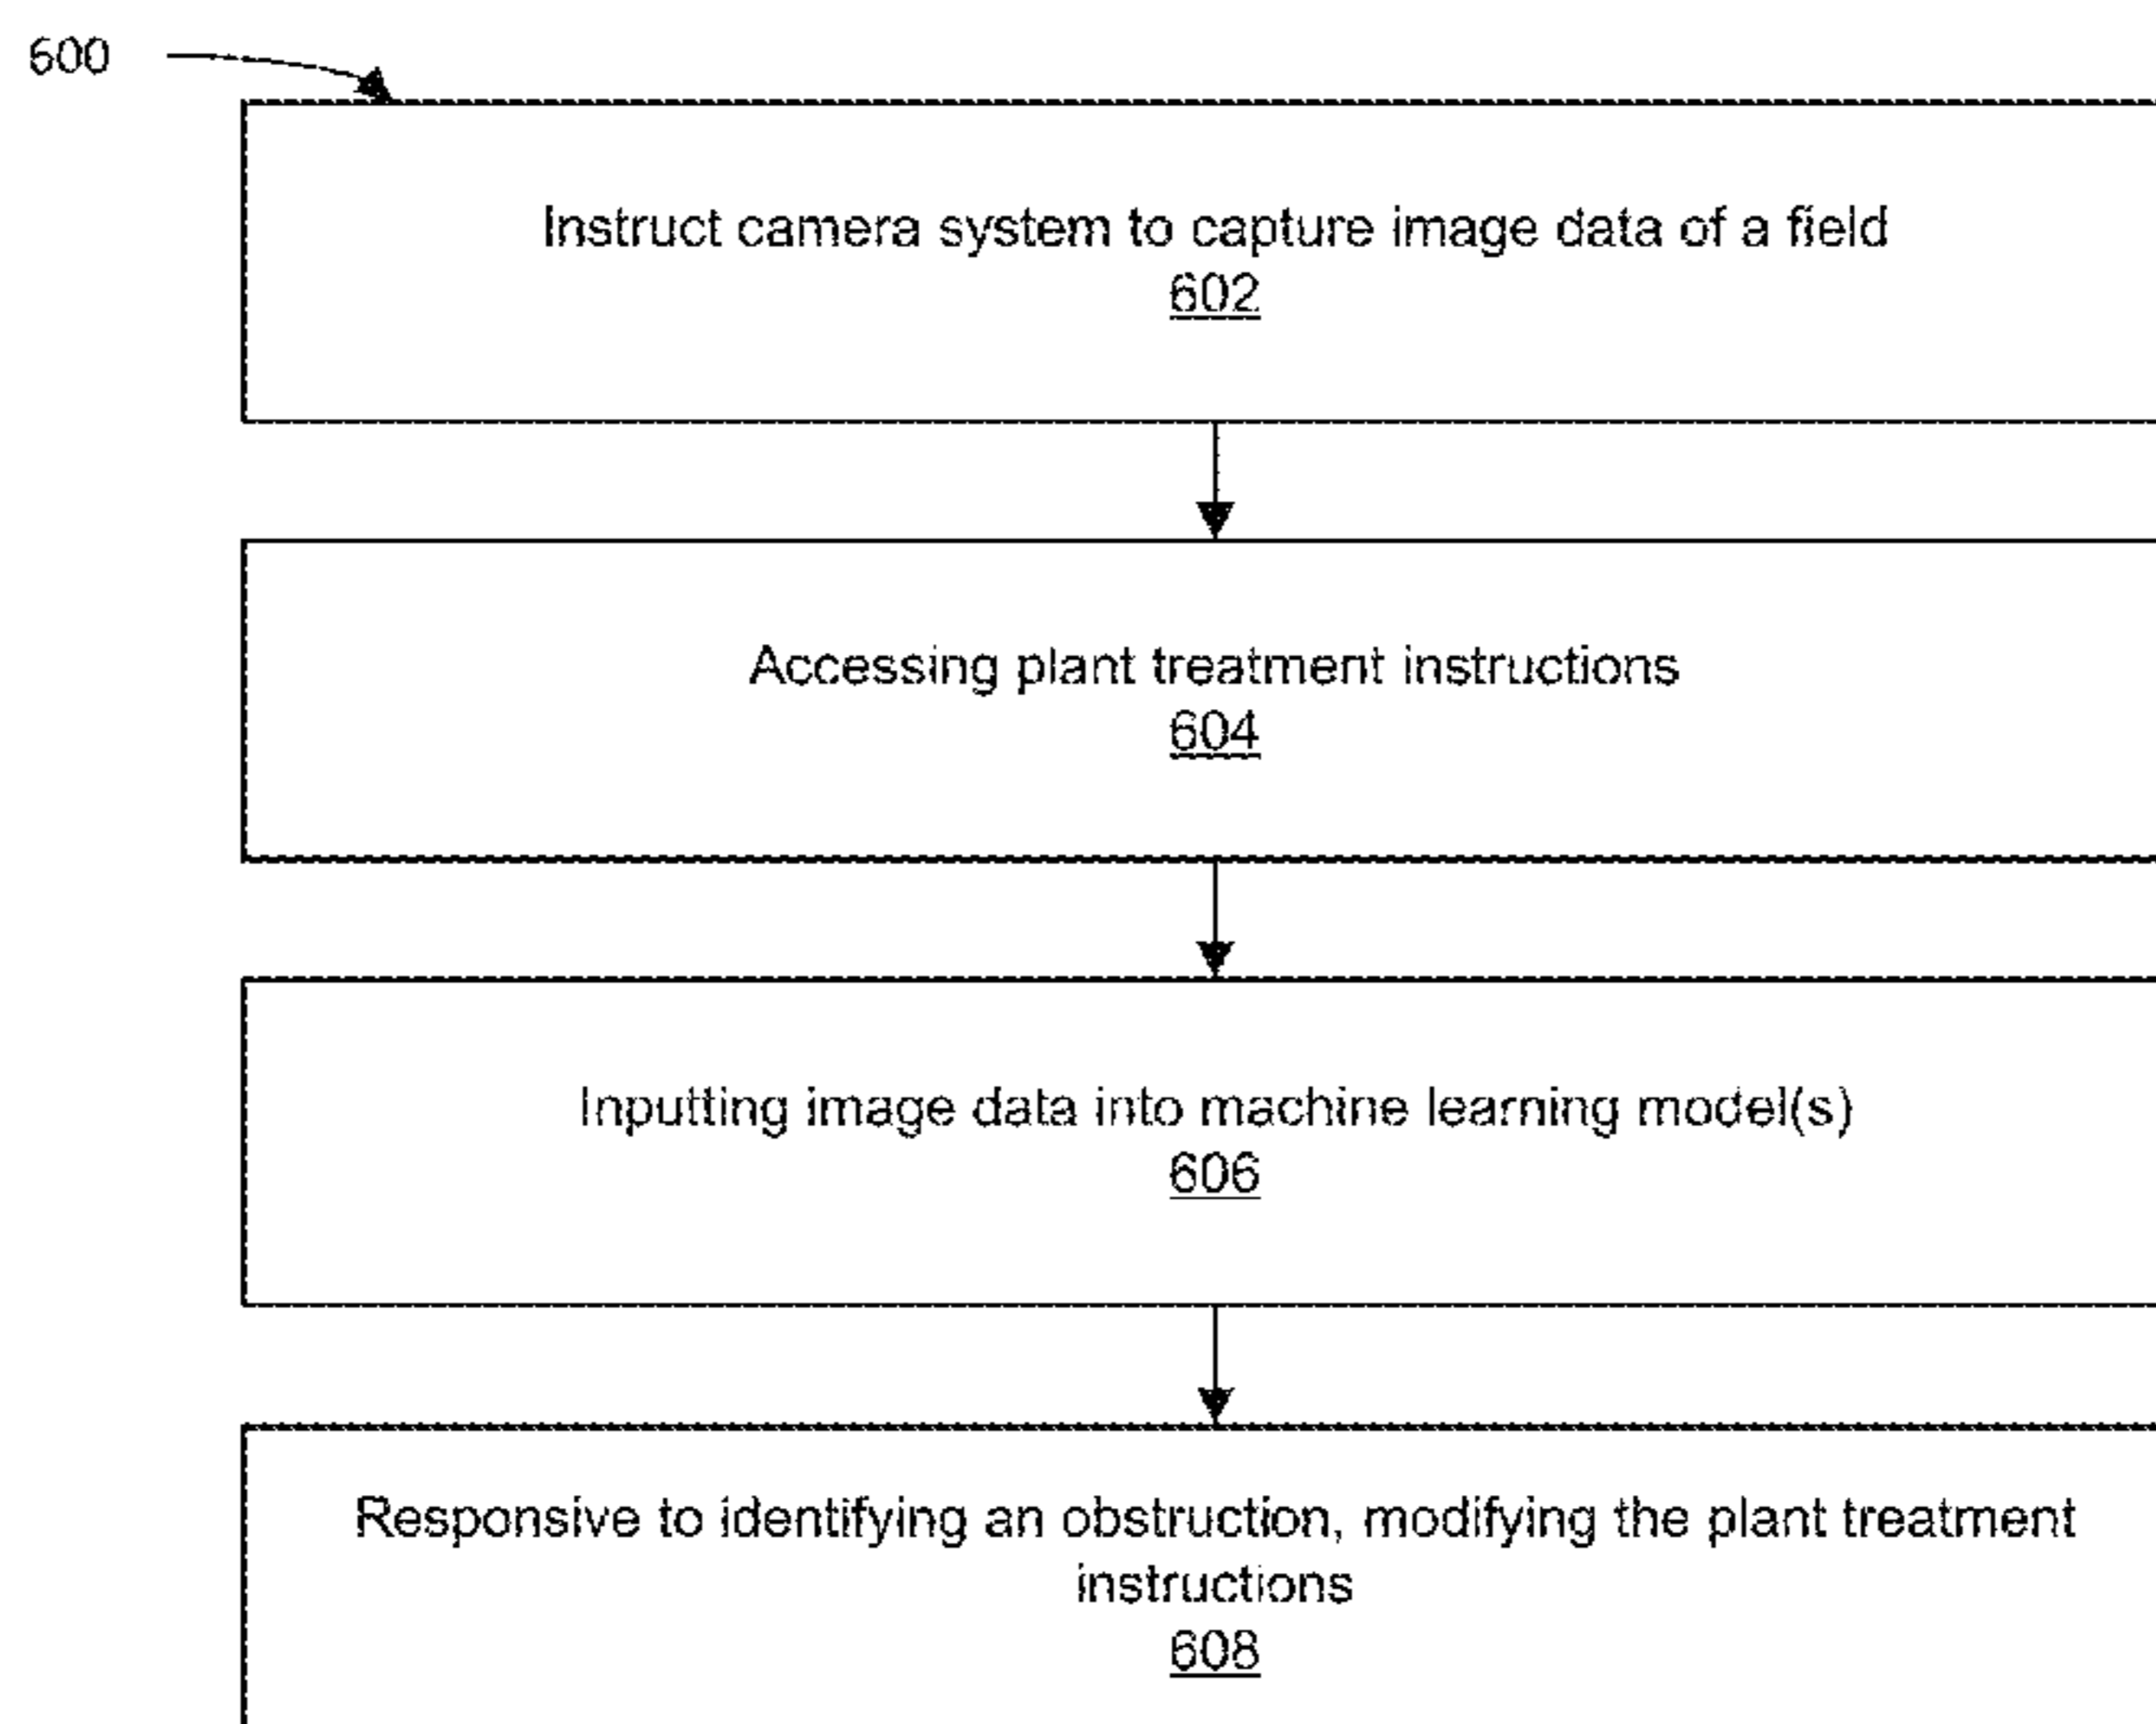 600
Instruct camera system to capture image data of a field
602
Accessing plant treatment instructions
604
Inputting image data into machine learning model(s)
606
Responsive to identifying an obstruction, modifying the plant treatment
instructions
608